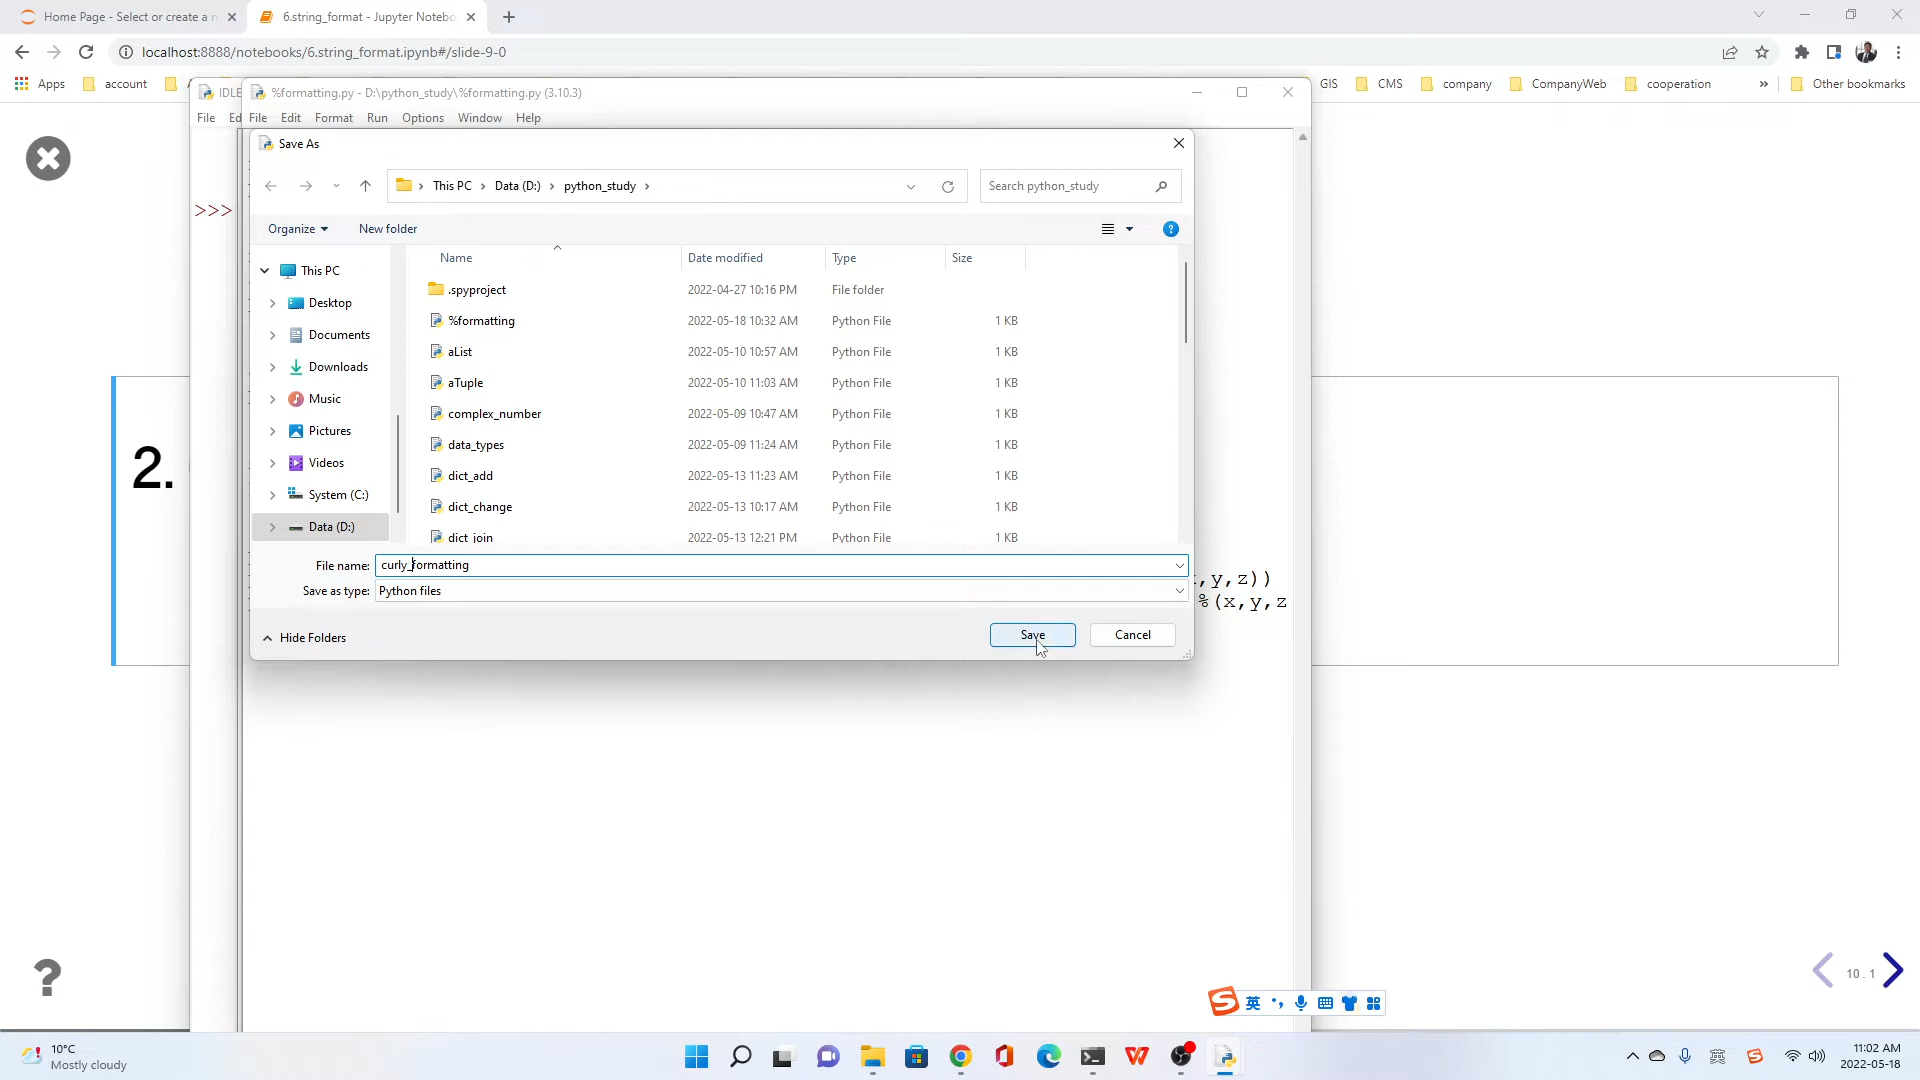 Home Page - Select or create a n
6.string_format - Jupyter Notebo
localhost:8888/notebooks/6.string_format.ipynb#/slide-9-0
Apps
account
GIS
CMS
company
CompanyWeb
cooperation
»
Other bookmarks
IDLE
%formatting.py - D:\python_study\%formatting.py (3.10.3)
File Ed
File Edit Format Run Options Window Help
Save As
This PC › Data (D:) › python_study ›
Search python_study
>>>
Organize
New folder
Name Date modified Type Size
This PC
Desktop
Documents
Downloads
Music
Pictures
Videos
System (C:)
Data (D:)
.spyproject 2022-04-27 10:16 PM File folder
%formatting 2022-05-18 10:32 AM Python File 1 KB
aList 2022-05-10 10:57 AM Python File 1 KB
aTuple 2022-05-10 11:03 AM Python File 1 KB
complex_number 2022-05-09 10:47 AM Python File 1 KB
data_types 2022-05-09 11:24 AM Python File 1 KB
dict_add 2022-05-13 11:23 AM Python File 1 KB
dict_change 2022-05-13 10:17 AM Python File 1 KB
dict_join 2022-05-13 12:21 PM Python File 1 KB
2.
File name: curly_formatting
Save as type: Python files
,y,z))
%(x,y,z
Hide Folders
Save
Cancel
?
10 . 1
英
10°C
Mostly cloudy
英
11:02 AM
2022-05-18